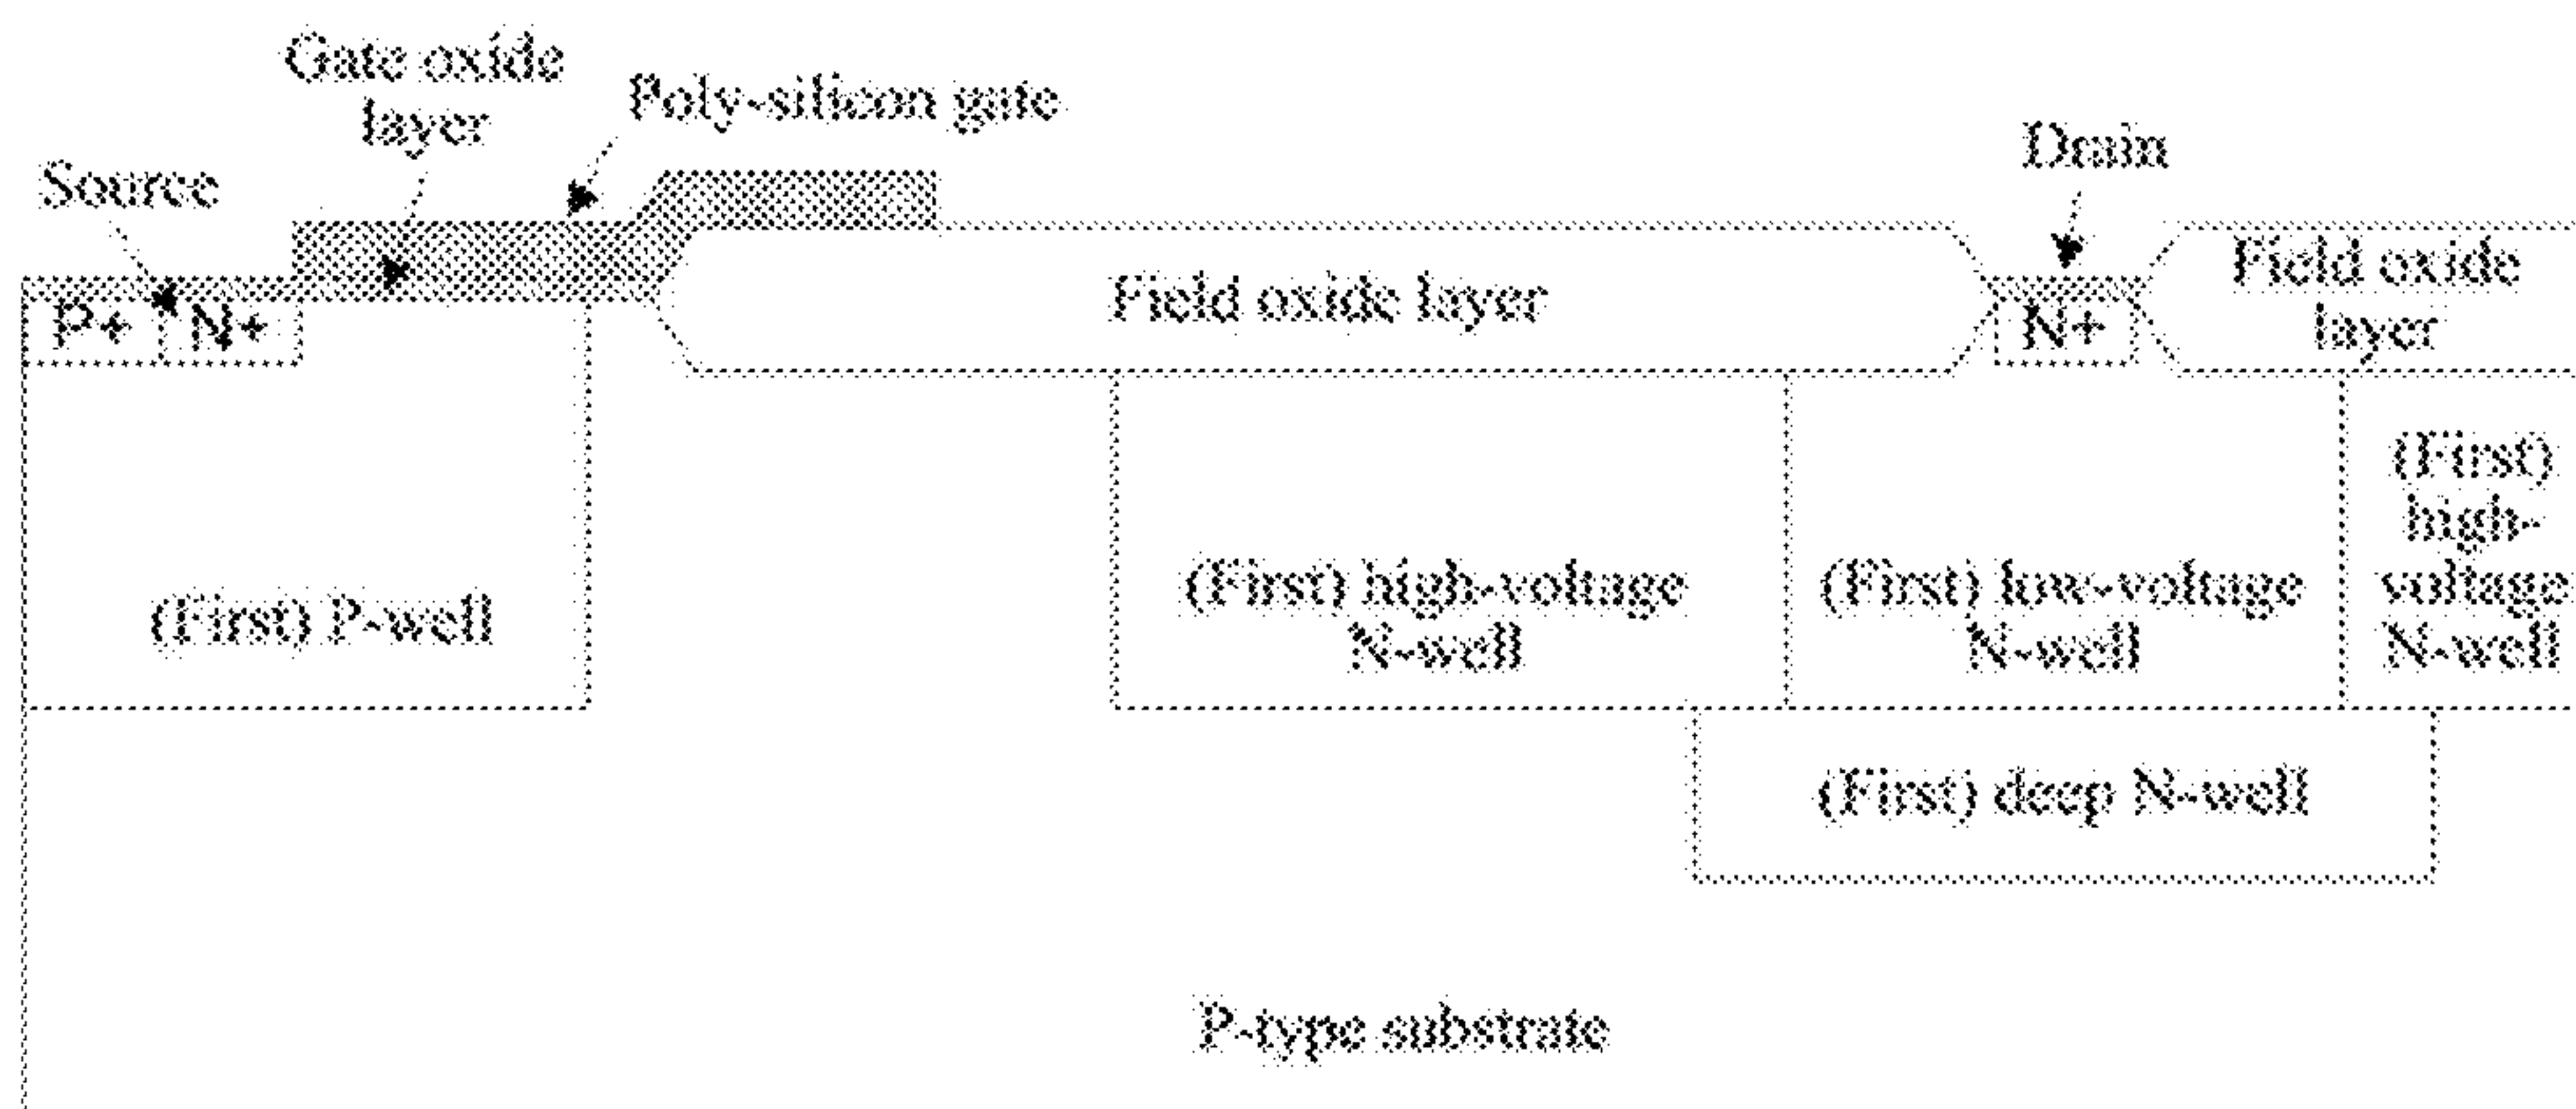 Gate oxide
layer
Poly-silicon gate
Source
Drain
P+
N+
Field oxide layer
N+
Field oxide
layer
(First) P-well
(First) high-voltage
N-well
(First) low-voltage
N-well
(First)
high-
voltage
N-well
(First) deep N-well
P-type substrate